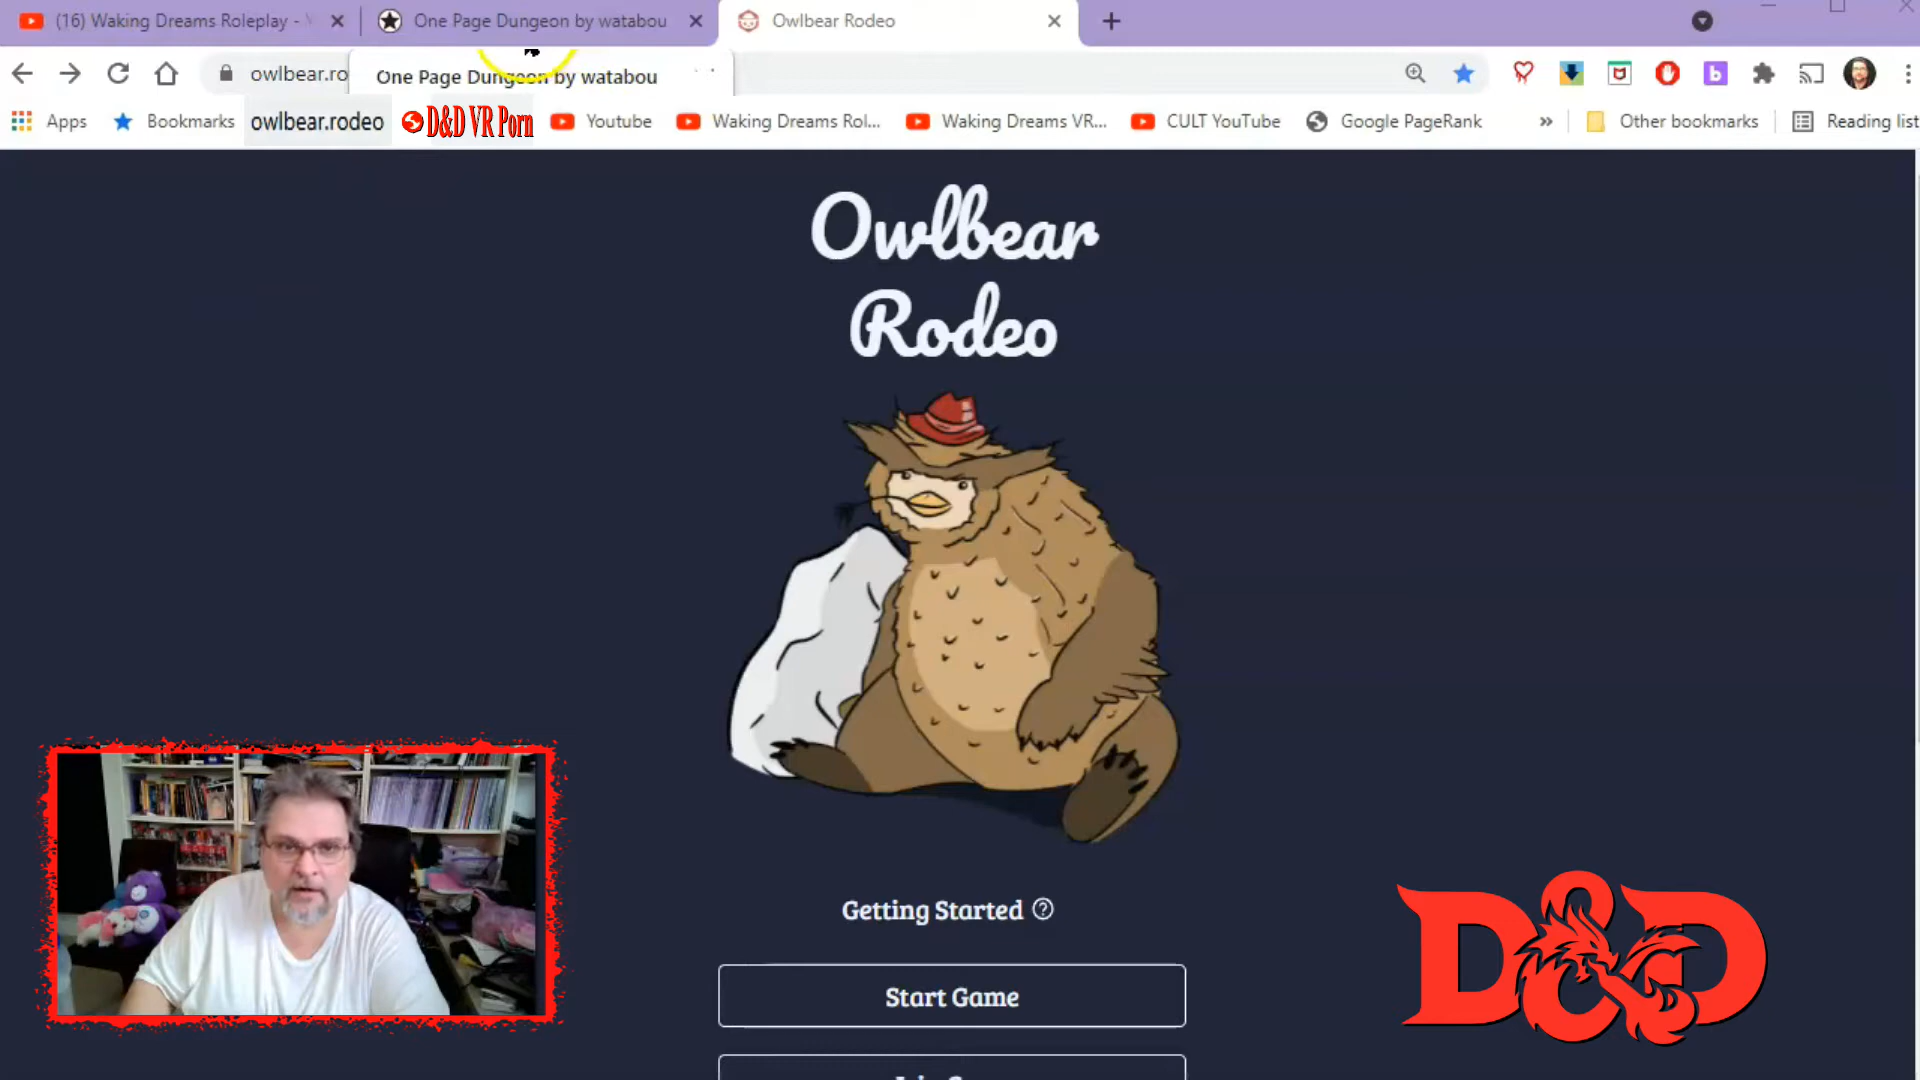 (16) Waking Dreams Roleplay -
One Page Dungeon by watabou
Owlbear Rodeo
owlbear.ro
One Page Dungeon by watabou
Apps
Bookmarks
owlbear.rodeo
D&D VR Porn
Youtube
Waking Dreams Rol...
Waking Dreams VR...
CULT YouTube
Google PageRank
»
Other bookmarks
Reading list
Owlbear
Rodeo
Getting Started
Start Game
D&D